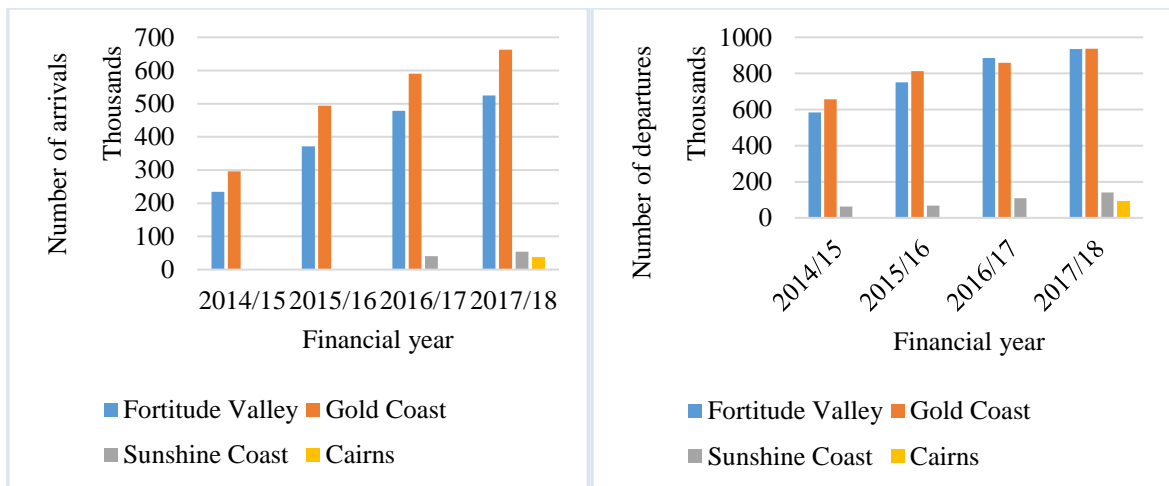 Number of arrivals
Thousands
700
600
500
400
300
200
100
0
2014/15 2015/16 2016/17 2017/18
Financial year
Fortitude Valley Gold Coast
Sunshine Coast Cairns
Number of departures
Thousands
1000
800
600
400
200
0
2014/15 2015/16 2016/17 2017/18
Financial year
Fortitude Valley Gold Coast
Sunshine Coast Cairns